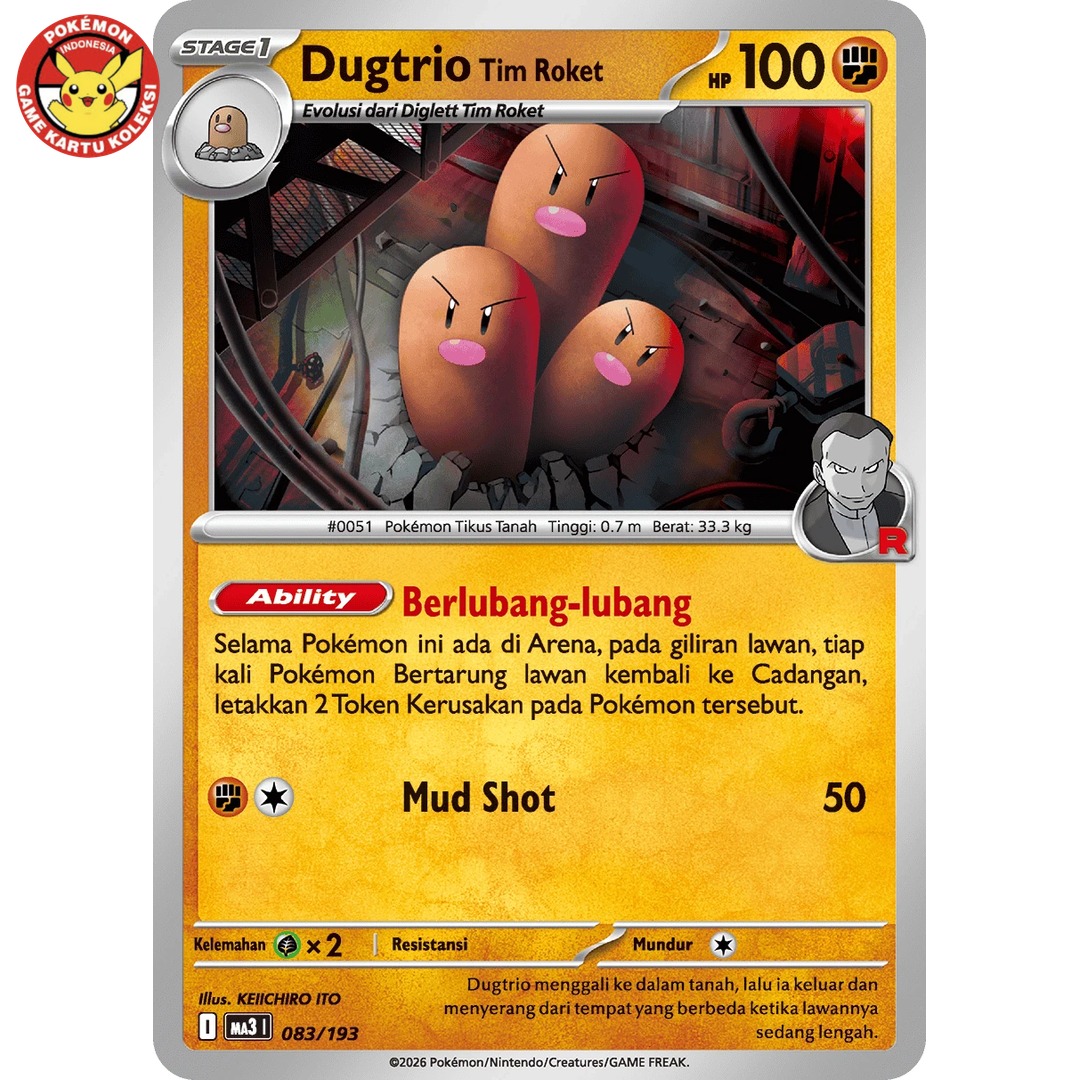 POKÉMON
INDONESIA
GAME KARTU KOLEKSI
STAGE1
Dugtrio Tim Roket
HP 100
Evolusi dari Diglett Tim Roket
#0051 Pokémon Tikus Tanah Tinggi: 0.7 m Berat: 33.3 kg
R
Ability Berlubang-lubang
Selama Pokémon ini ada di Arena, pada giliran lawan, tiap
kali Pokémon Bertarung lawan kembali ke Cadangan,
letakkan 2 Token Kerusakan pada Pokémon tersebut.
Mud Shot 50
Kelemahan ×2 Resistansi Mundur
Dugtrio menggali ke dalam tanah, lalu ia keluar dan
menyerang dari tempat yang berbeda ketika lawannya
sedang lengah.
Illus. KEIICHIRO ITO
I MA3 I 083/193
©2026 Pokémon/Nintendo/Creatures/GAME FREAK.